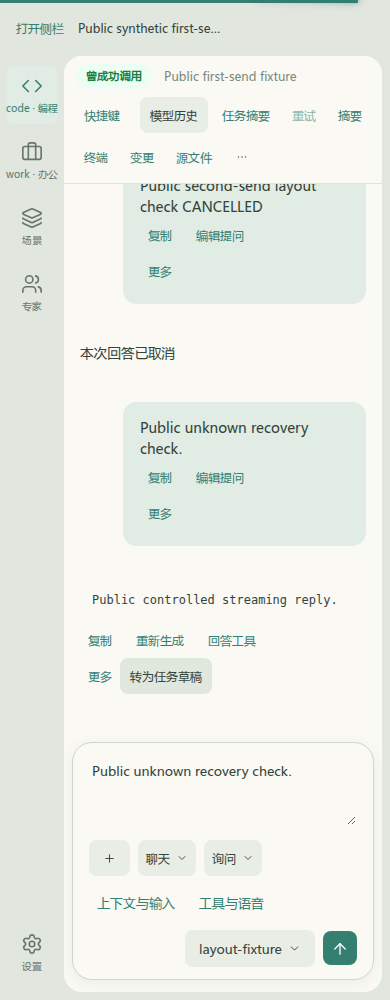 打开侧栏 Public synthetic first-se...
曾成功调用 Public first-send fixture
code · 编程
快捷键 模型历史 任务摘要 重试 摘要
终端 变更 源文件 ...
work · 办公
Public second-send layout
check CANCELLED
复制 编辑提问
场景
更多
专家
本次回答已取消
Public unknown recovery
check.
复制 编辑提问
更多
Public controlled streaming reply.
复制 重新生成 回答工具
更多 转为任务草稿
Public unknown recovery check.
+ 聊天 询问
上下文与输入 工具与语音
layout-fixture
设置